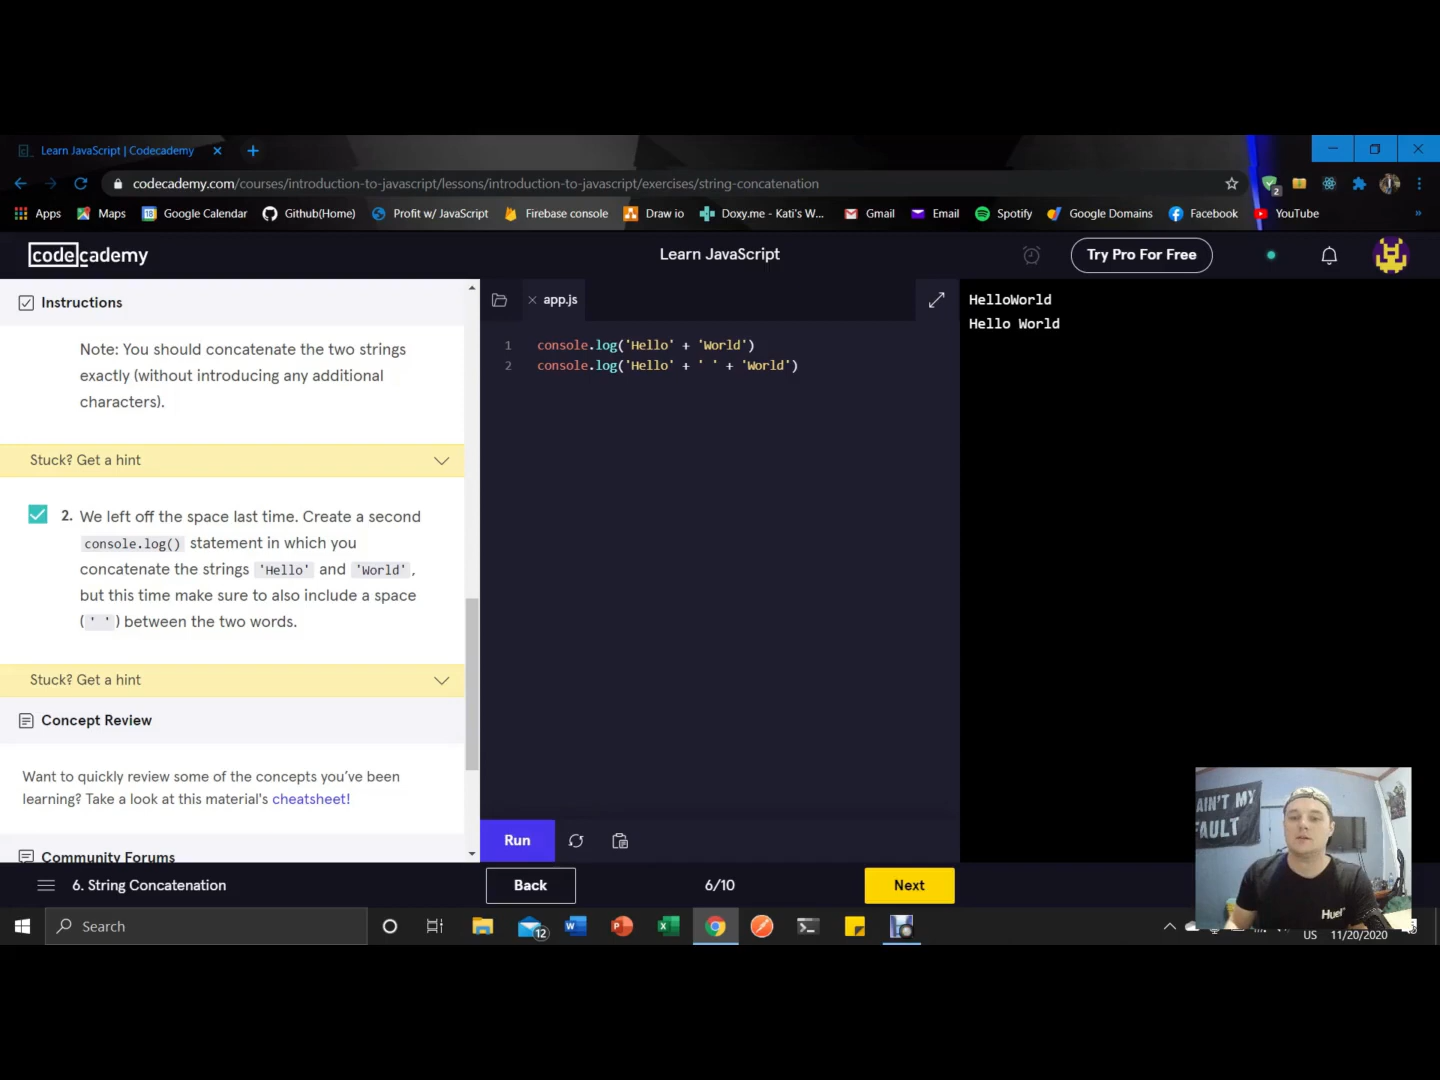 Learn JavaScript | Codecademy
codecademy.com/courses/introduction-to-javascript/lessons/introduction-to-javascript/exercises/string-concatenation
2
Apps Maps 18 Google Calendar Github(Home) Profit w/ JavaScript Firebase console Draw io Doxy.me - Kati's W... Gmail Email Spotify Google Domains Facebook YouTube »
codecademy
Learn JavaScript
Try Pro For Free
Instructions
Note: You should concatenate the two strings
exactly (without introducing any additional
characters).
Stuck? Get a hint
2. We left off the space last time. Create a second
console.log() statement in which you
concatenate the strings 'Hello' and 'World',
but this time make sure to also include a space
(' ') between the two words.
Stuck? Get a hint
Concept Review
Want to quickly review some of the concepts you've been
learning? Take a look at this material's cheatsheet!
Community Forums
app.js
1 console.log('Hello' + 'World')
2 console.log('Hello' + ' ' + 'World')
HelloWorld
Hello World
Run
AIN'T MY
FAULT
Huel
6. String Concatenation
Back
6/10
Next
Search
12
US 11/20/2020